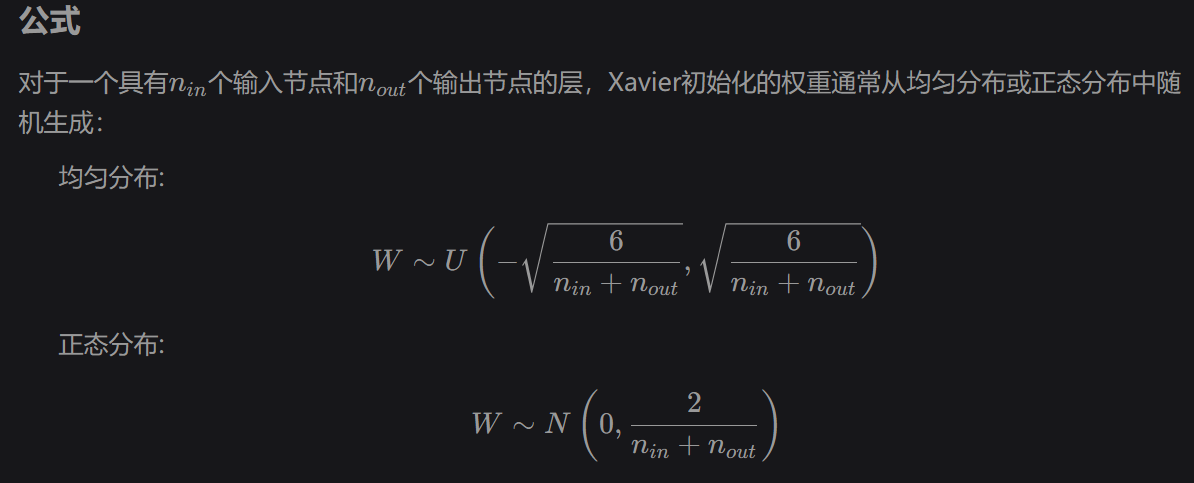 公式
对于一个具有n_{in}个输入节点和n_{out}个输出节点的层，Xavier初始化的权重通常从均匀分布或正态分布中随
机生成：
均匀分布:
W \sim U\left(-\sqrt{\frac{6}{n_{in}+n_{out}}},\sqrt{\frac{6}{n_{in}+n_{out}}}\right)
正态分布:
W \sim N\left(0,\frac{2}{n_{in}+n_{out}}\right)